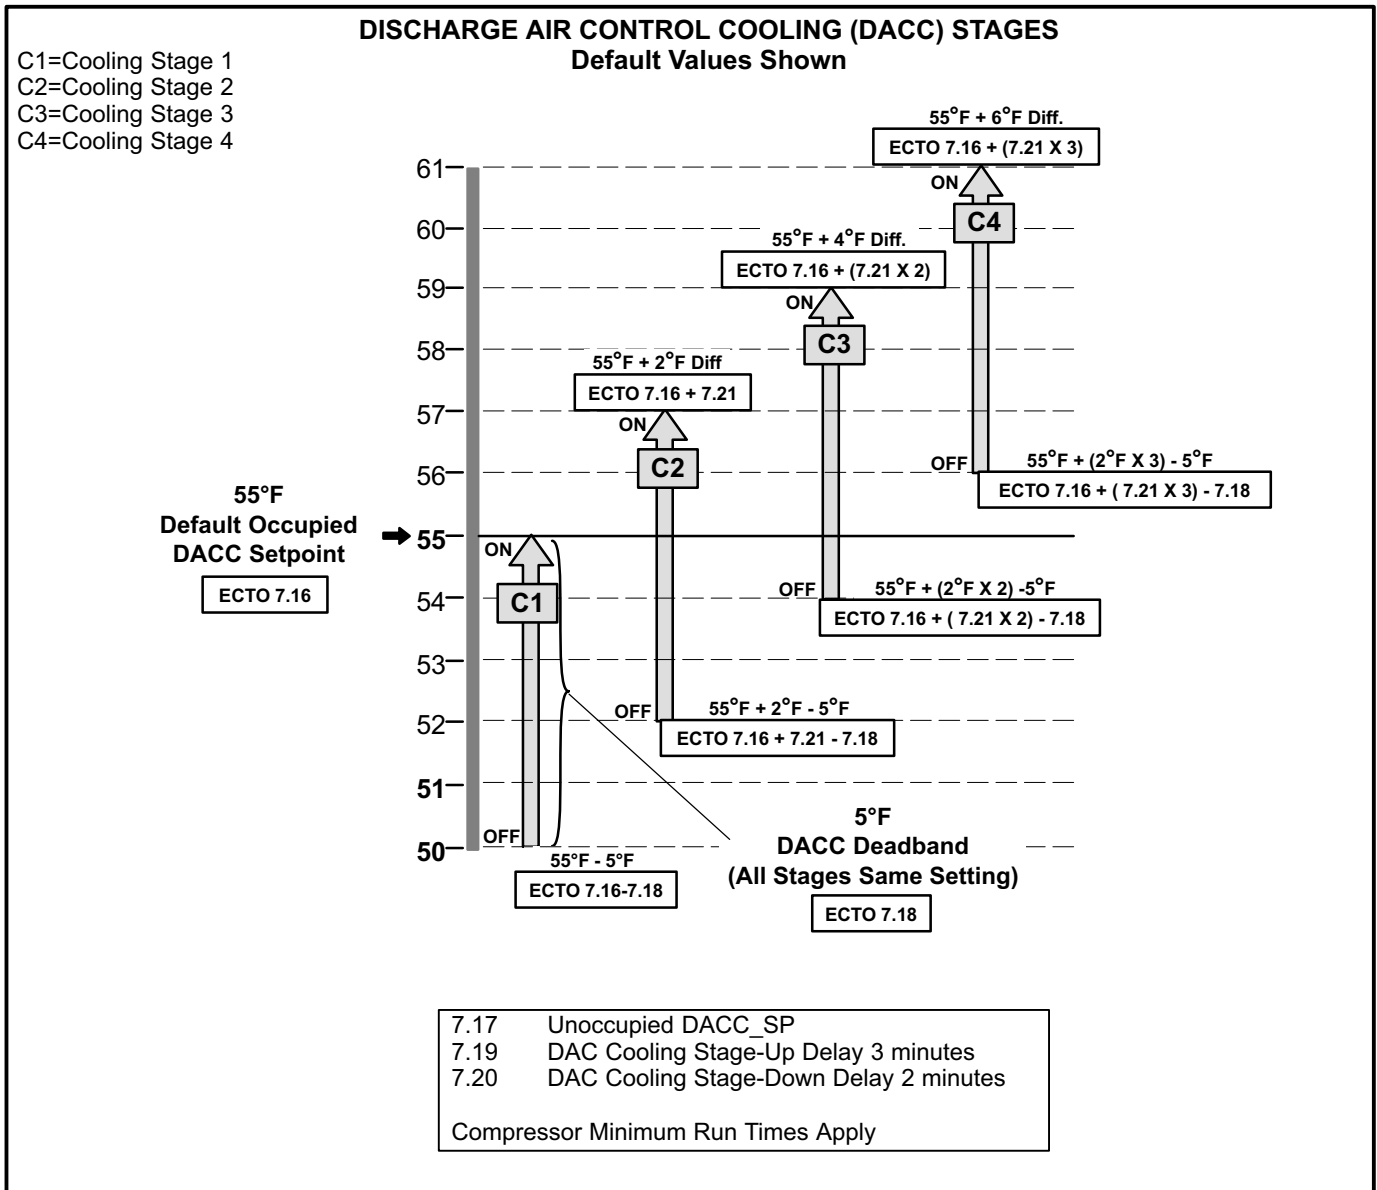 DISCHARGE AIR CONTROL COOLING (DACC) STAGES
Default Values Shown
C1=Cooling Stage 1
C2=Cooling Stage 2
C3=Cooling Stage 3
C4=Cooling Stage 4
55°F + 6°F Diff.
ECTO 7.16 + (7.21 X 3)
61
ON
C4
60
55°F + 4°F Diff.
ECTO 7.16 + (7.21 X 2)
59
ON
C3
58
55°F + 2°F Diff
ECTO 7.16 + 7.21
57
ON
C2
56
OFF
55°F + (2°F X 3) - 5°F
ECTO 7.16 + ( 7.21 X 3) - 7.18
55°F
Default Occupied
DACC Setpoint
ECTO 7.16
55
ON
C1
54
OFF
55°F + (2°F X 2) -5°F
ECTO 7.16 + ( 7.21 X 2) - 7.18
53
52
OFF
55°F + 2°F - 5°F
ECTO 7.16 + 7.21 - 7.18
51
50
OFF
55°F - 5°F
ECTO 7.16-7.18
5°F
DACC Deadband
(All Stages Same Setting)
ECTO 7.18
7.17 Unoccupied DACC_SP
7.19 DAC Cooling Stage-Up Delay 3 minutes
7.20 DAC Cooling Stage-Down Delay 2 minutes
Compressor Minimum Run Times Apply